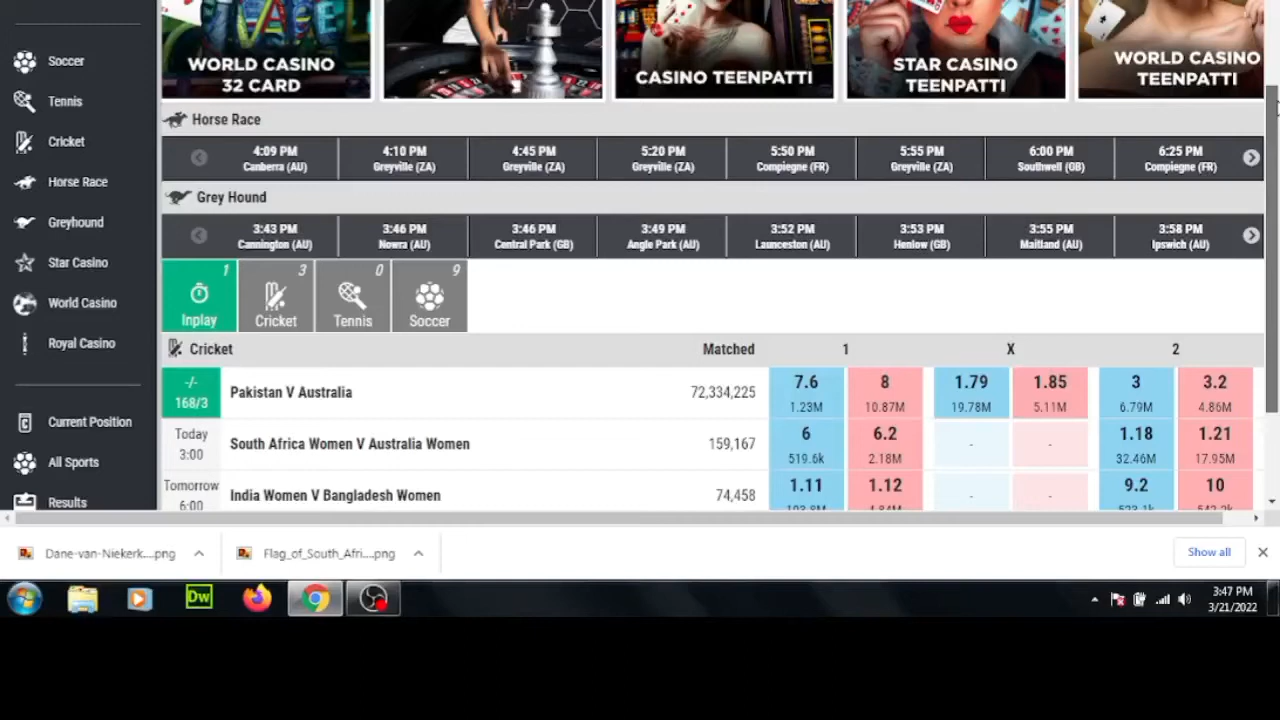 Soccer
Tennis
Cricket
Horse Race
Greyhound
Star Casino
World Casino
Royal Casino
Current Position
All Sports
Results
WORLD CASINO
32 CARD
CASINO TEENPATTI
STAR CASINO
TEENPATTI
WORLD CASINO
TEENPATTI
Horse Race
4:09 PM 4:10 PM 4:45 PM 5:20 PM 5:50 PM 5:55 PM 6:00 PM 6:25 PM
Canberra (AU) Greyville (ZA) Greyville (ZA) Greyville (ZA) Compiegne (FR) Greyville (ZA) Southwell (GB) Compiegne (FR)
Grey Hound
3:43 PM 3:46 PM 3:46 PM 3:49 PM 3:52 PM 3:53 PM 3:55 PM 3:58 PM
Cannington (AU) Nowra (AU) Central Park (GB) Angle Park (AU) Launceston (AU) Henlow (GB) Maitland (AU) Ipswich (AU)
1 3 0 9
Inplay Cricket Tennis Soccer
Cricket Matched 1 X 2
-/- 7.6 8 1.79 1.85 3 3.2
168/3 Pakistan V Australia 72,334,225 1.23M 10.87M 19.78M 5.11M 6.79M 4.86M
Today 6 6.2 - - 1.18 1.21
3:00 South Africa Women V Australia Women 159,167 519.6k 2.18M 32.46M 17.95M
Tomorrow 1.11 1.12 - - 9.2 10
6:00 India Women V Bangladesh Women 74,458
Dane-van-Niekerk....png Flag_of_South_Afri....png Show all
Dw
3:47 PM
3/21/2022